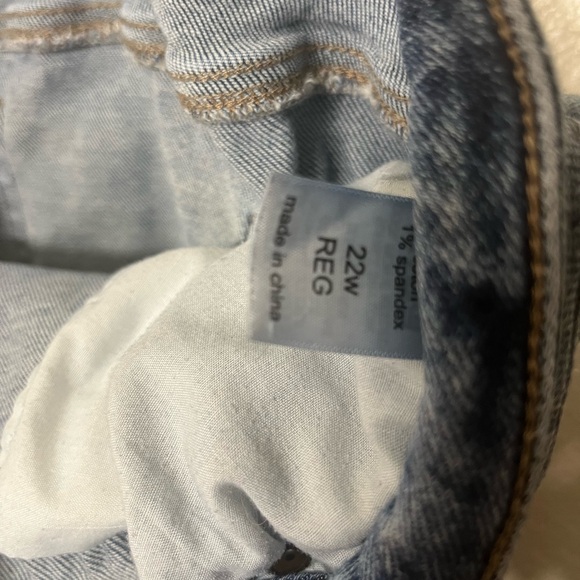 1% spandex
22w
REG
made in china